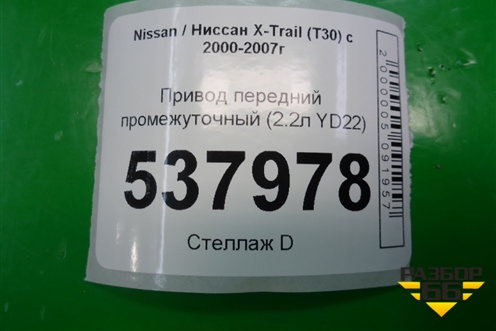 Nissan / Ниссан X-Trail (T30) с
2000-2007г
Привод передний
промежуточный (2.2л YD22)
537978
Стеллаж D
2000005091957
РАЗБОР
66